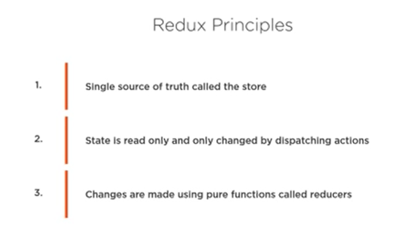 Redux Principles
1. Single source of truth called the store
2. State is read only and only changed by dispatching actions
3. Changes are made using pure functions called reducers